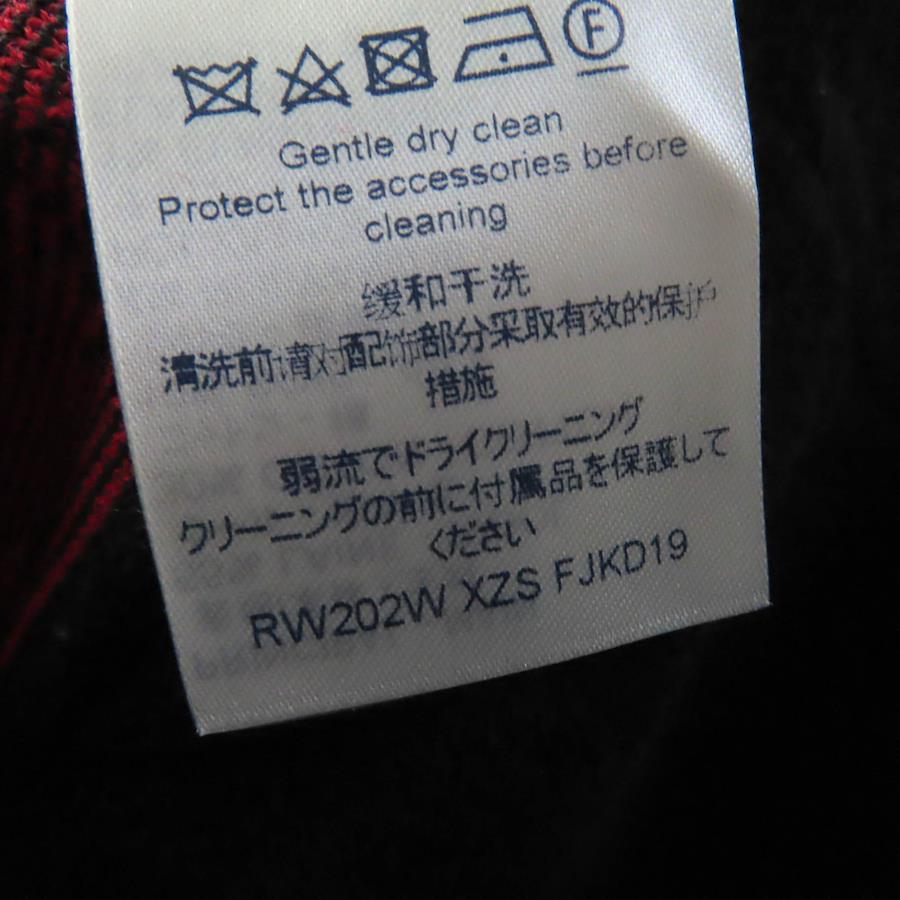 F
Gentle dry clean
Protect the accessories before
cleaning
缓和干洗
清洗前请对配饰部分采取有效的保护
措施
弱流でドライクリーニング
クリーニングの前に付属品を保護して
ください
RW202W XZS FJKD19